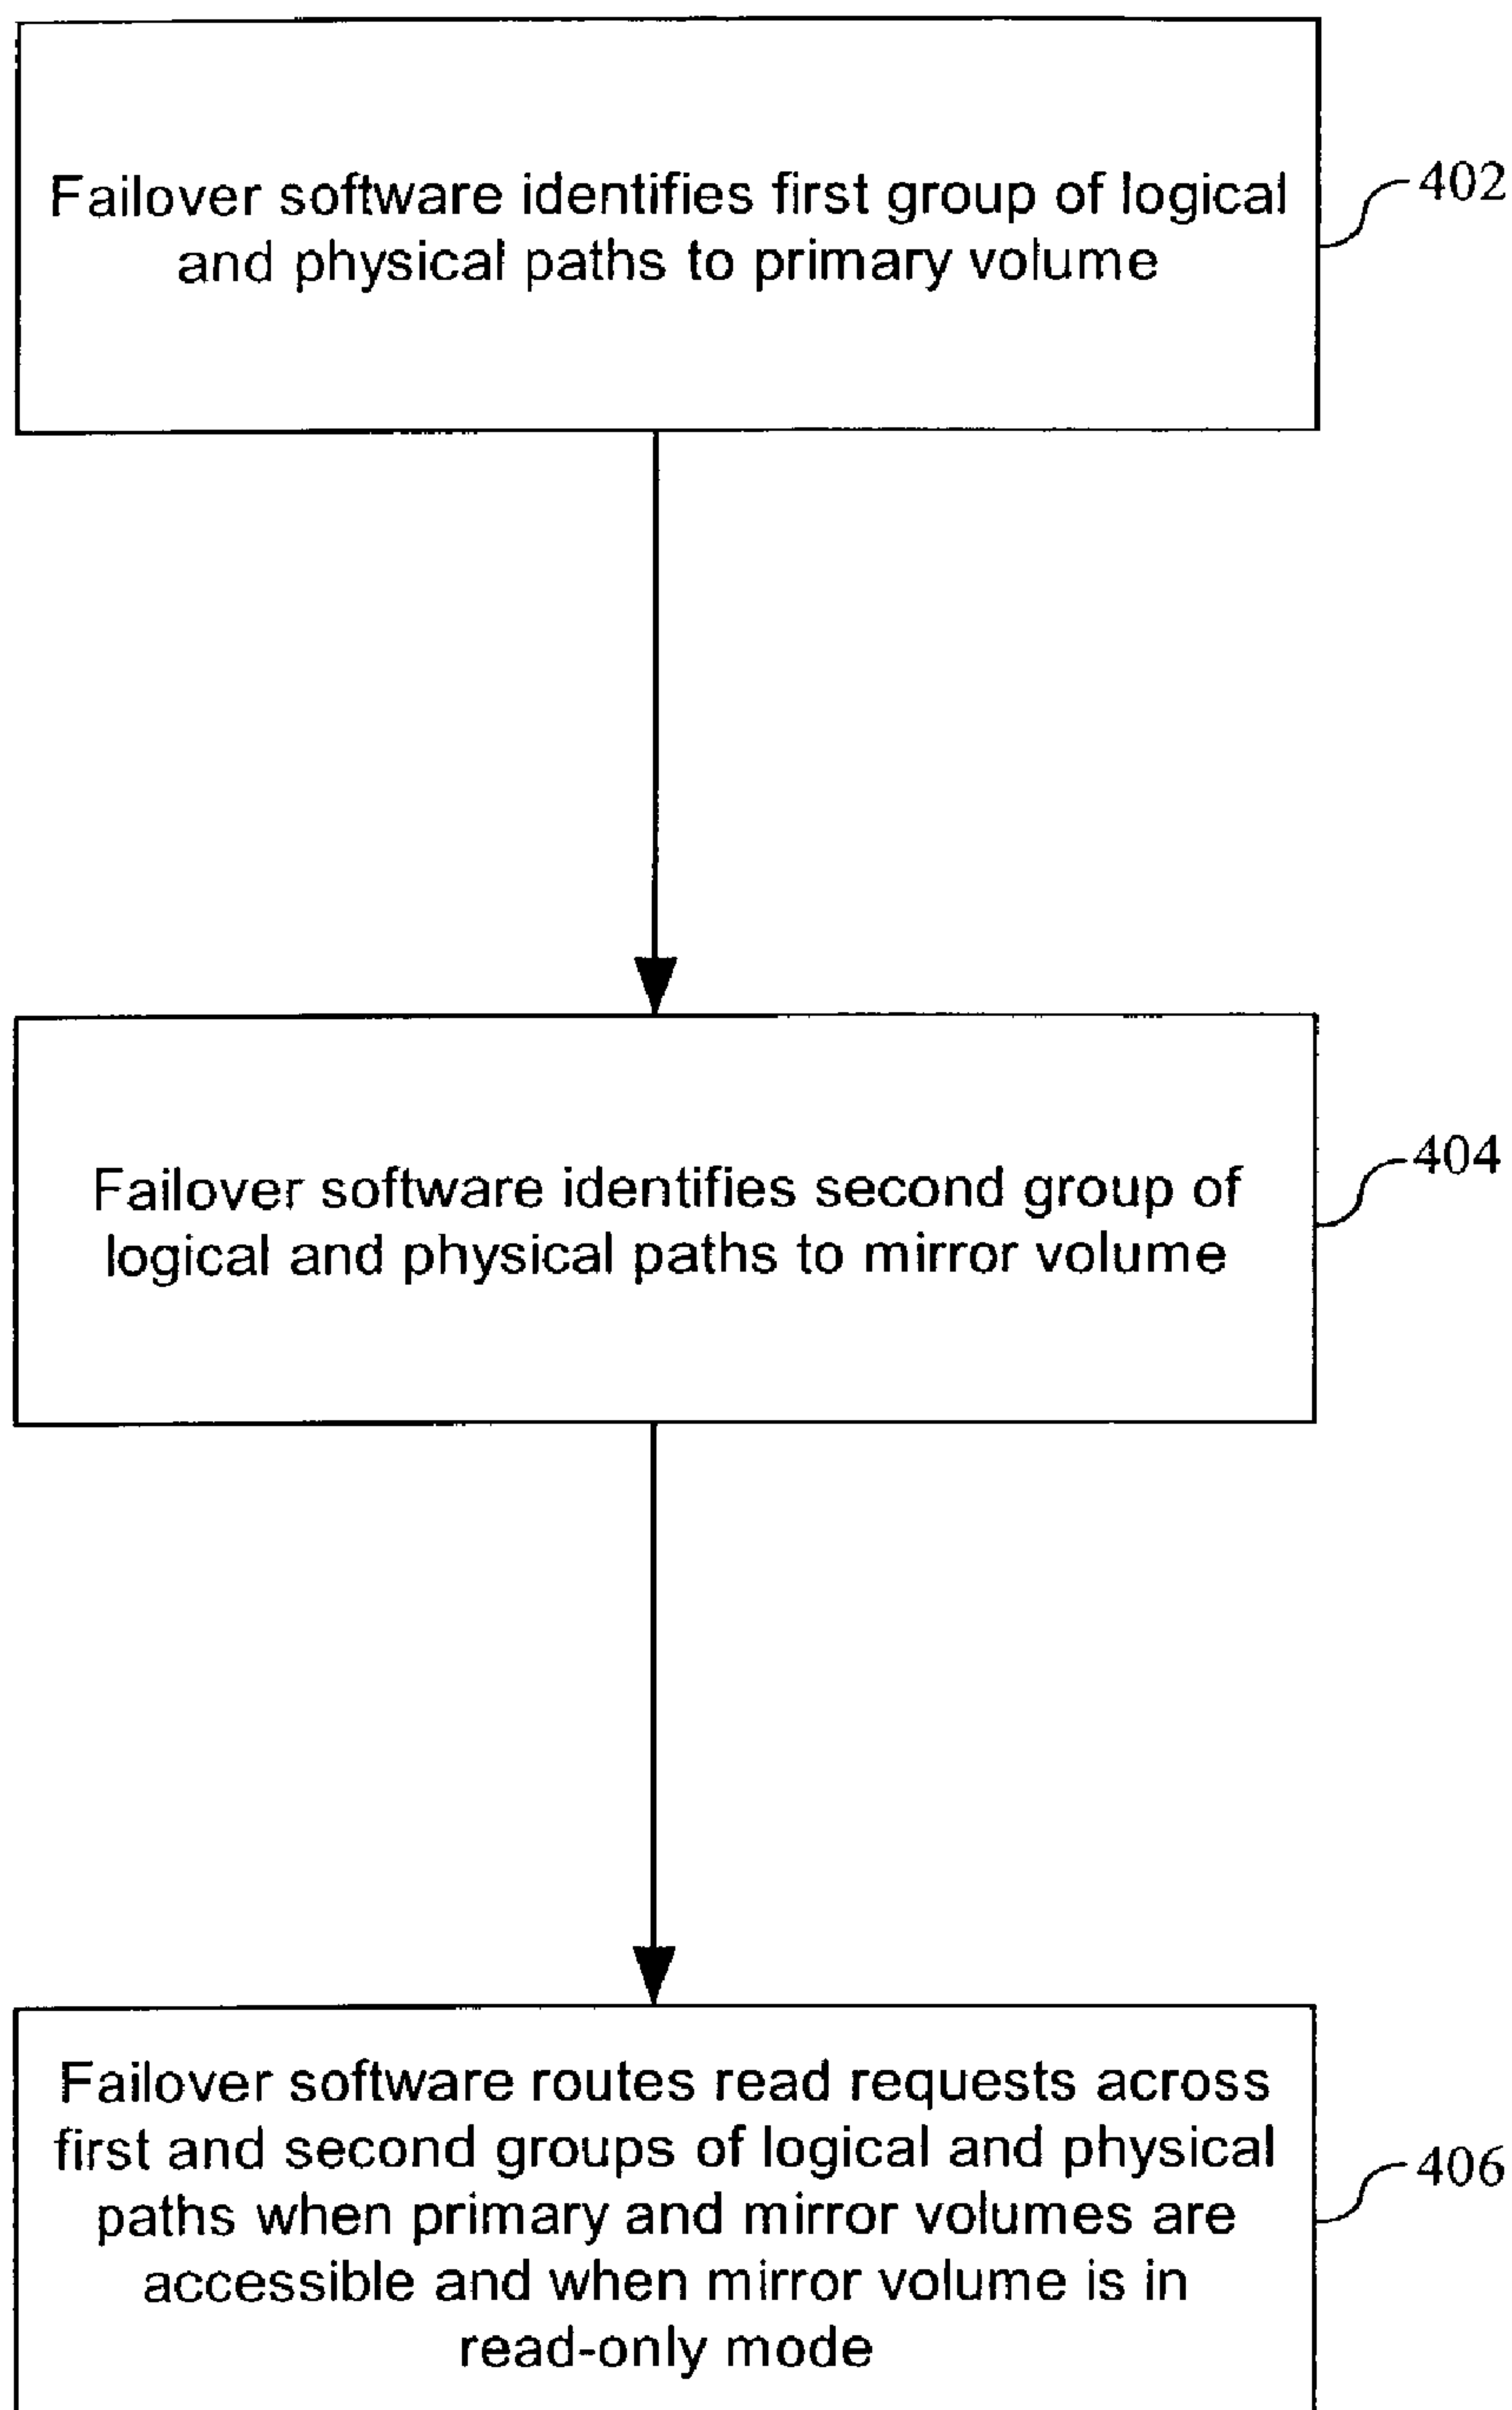 Failover software identifies first group of logical
and physical paths to primary volume
402
Failover software identifies second group of
logical and physical paths to mirror volume
404
Failover software routes read requests across
first and second groups of logical and physical
paths when primary and mirror volumes are
accessible and when mirror volume is in
read-only mode
406